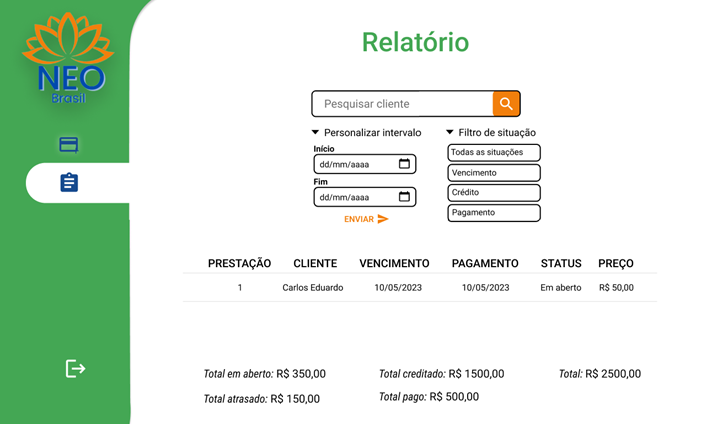 NEO
Brasil
Relatório
Pesquisar cliente
Personalizar intervalo
Filtro de situação
Início
dd/mm/aaaa
Fim
dd/mm/aaaa
ENVIAR
Todas as situações
Vencimento
Crédito
Pagamento
PRESTAÇÃO CLIENTE VENCIMENTO PAGAMENTO STATUS PREÇO
1 Carlos Eduardo 10/05/2023 10/05/2023 Em aberto R$ 50,00
Total em aberto: R$ 350,00 Total creditado: R$ 1500,00 Total: R$ 2500,00
Total atrasado: R$ 150,00 Total pago: R$ 500,00